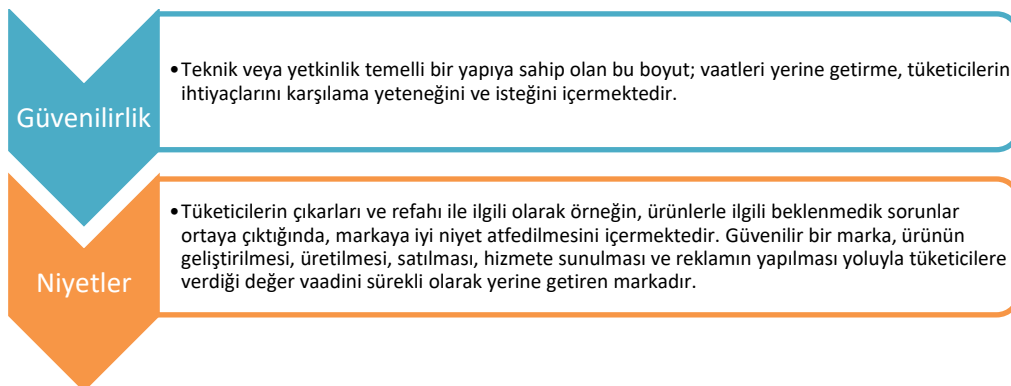 Güvenilirlik
•Teknik veya yetkinlik temelli bir yapıya sahip olan bu boyut; vaatleri yerine getirme, tüketicilerin
ihtiyaçlarını karşılama yeteneğini ve isteğini içermektedir.
Niyetler
•Tüketicilerin çıkarları ve refahı ile ilgili olarak örneğin, ürünlerle ilgili beklenmedik sorunlar
ortaya çıktığında, markaya iyi niyet atfedilmesini içermektedir. Güvenilir bir marka, ürünün
geliştirilmesi, üretilmesi, satılması, hizmete sunulması ve reklamın yapılması yoluyla tüketicilere
verdiği değer vaadini sürekli olarak yerine getiren markadır.